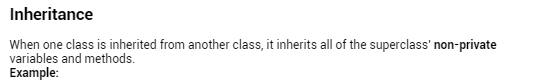 Inheritance
When one class is inherited from another class, it inherits all of the superclass' non-private
variables and methods.
Example: